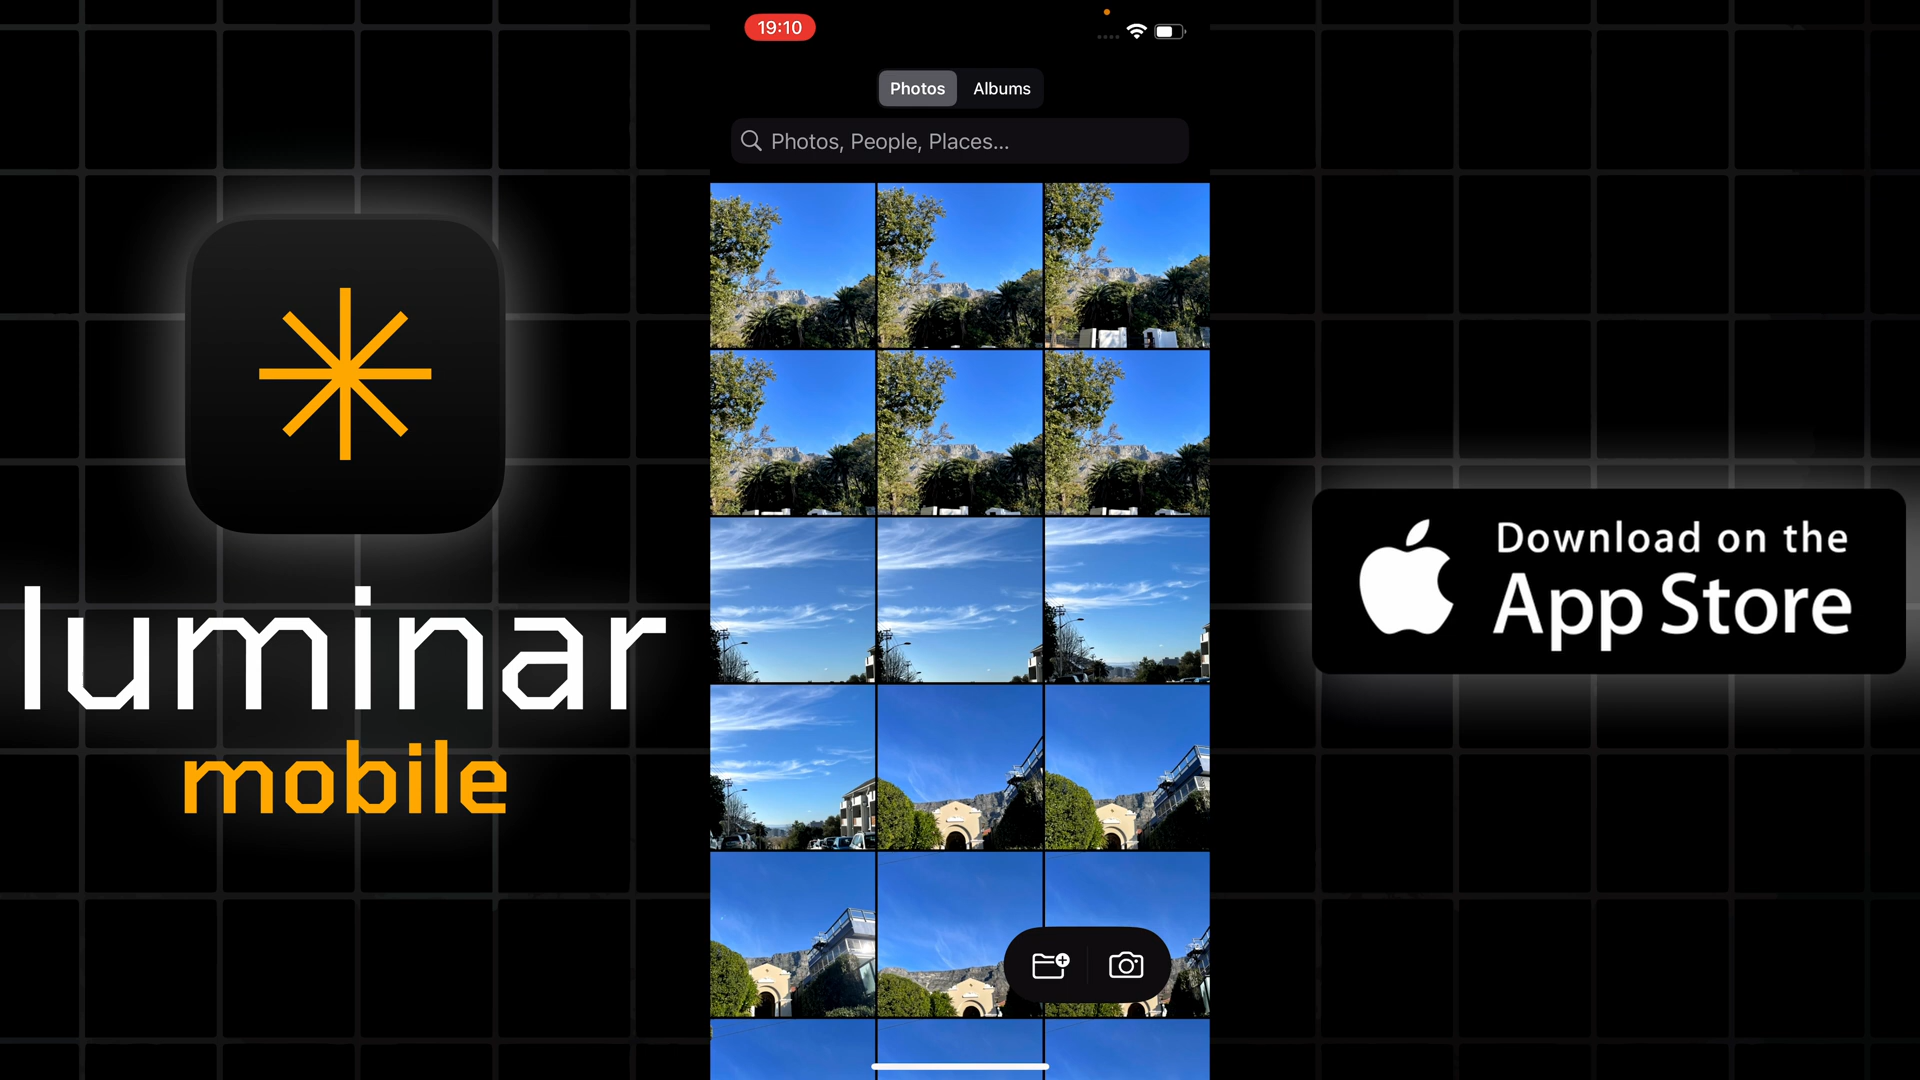 19:10
Photos Albums
Photos, People, Places...
luminar
mobile
Download on the
App Store